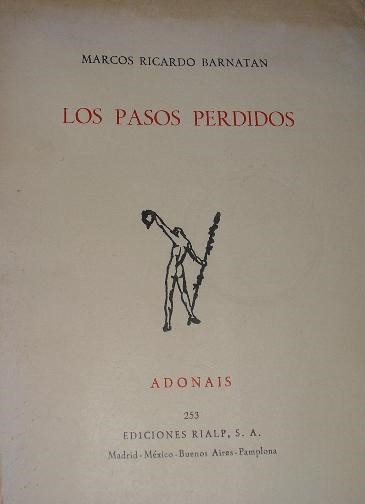 MARCOS RICARDO BARNATAN
LOS PASOS PERDIDOS
ADONAIS
253
EDICIONES RIALP, S. A.
Madrid - México - Buenos Aires - Pamplona